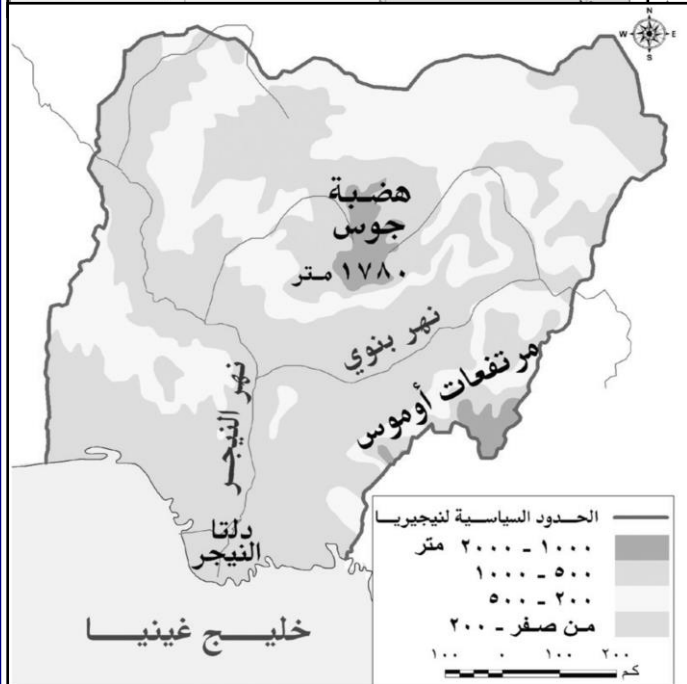 N
W E
S
هضبة
جوس
١٧٨٠ متر
نهر بنوي
مرتفعات أوموس
نهر النيجر
دلتا
النيجر
خليج غينيا
الحدود السياسية لنيجيريا
١٠٠٠ - ٢٠٠٠ متر
٥٠٠ - ١٠٠٠
٢٠٠ - ٥٠٠
من صفر - ٢٠٠
١٠٠ ٠ ١٠٠ ٢٠٠
كم